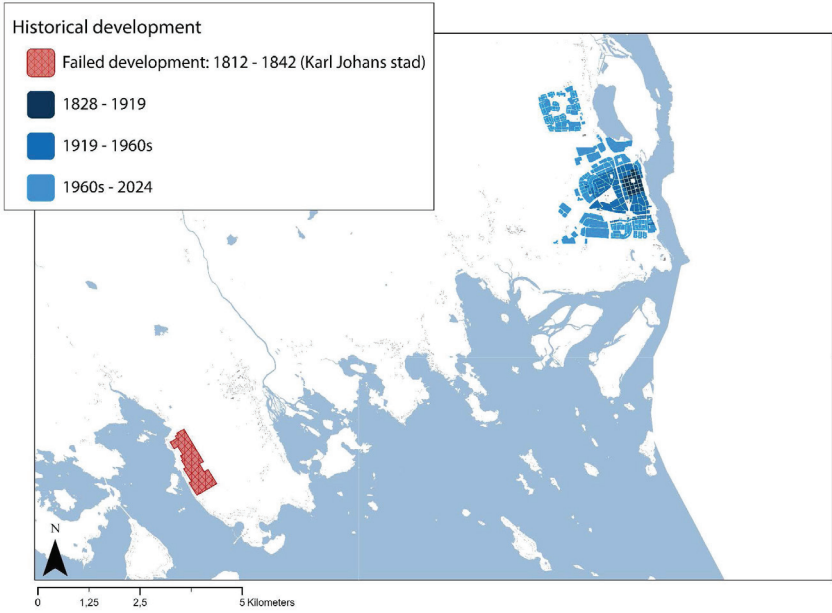 Historical development
Failed development: 1812 - 1842 (Karl Johans stad)
1828 - 1919
1919 - 1960s
1960s - 2024
N
0 1,25 2,5 5 Kilometers